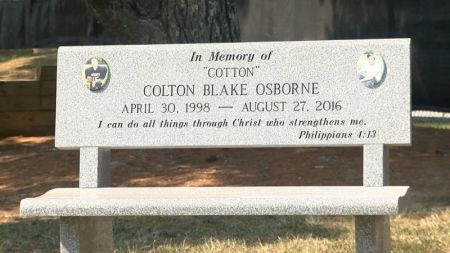 In Memory of
"COTTON"
COLTON BLAKE OSBORNE
APRIL 30, 1998 — AUGUST 27, 2016
I can do all things through Christ who strengthens me.
Philippians 4:13